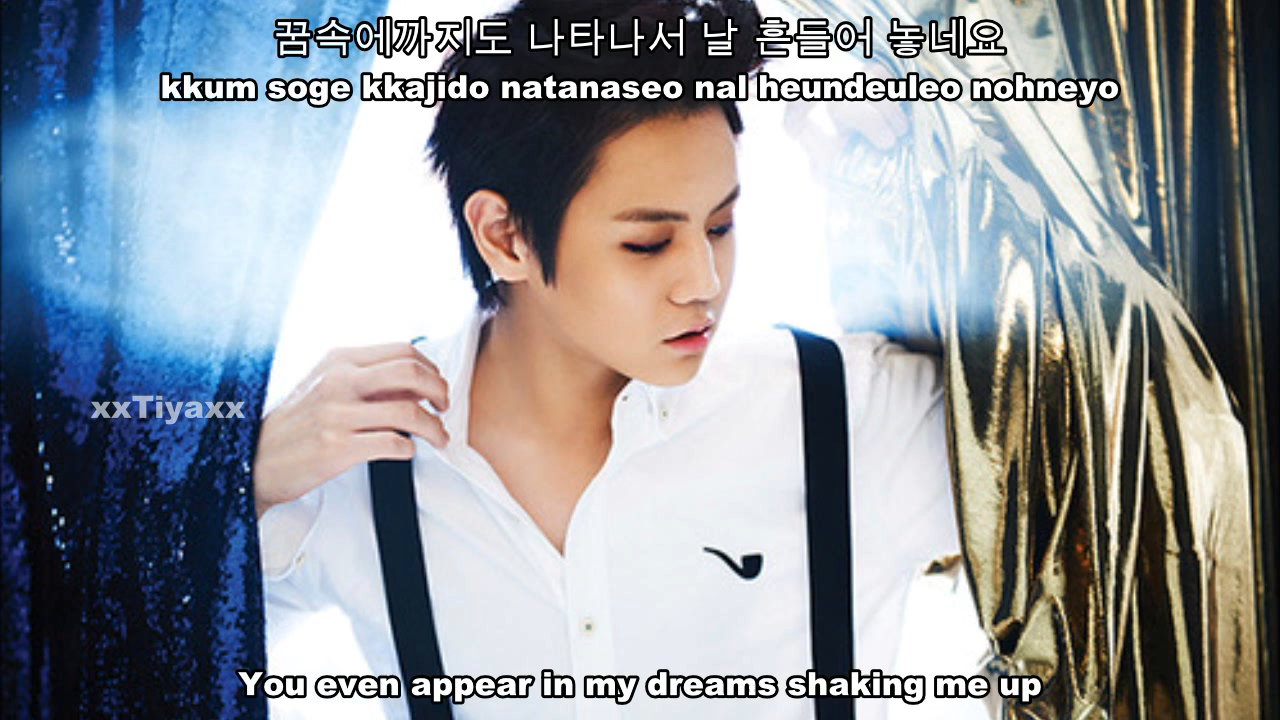 꿈속에까지도 나타나서 날 흔들어 놓네요
kkum soge kkajido natanaseo nal heundeuleo nohneyo
xxTiyaxx
You even appear in my dreams shaking me up